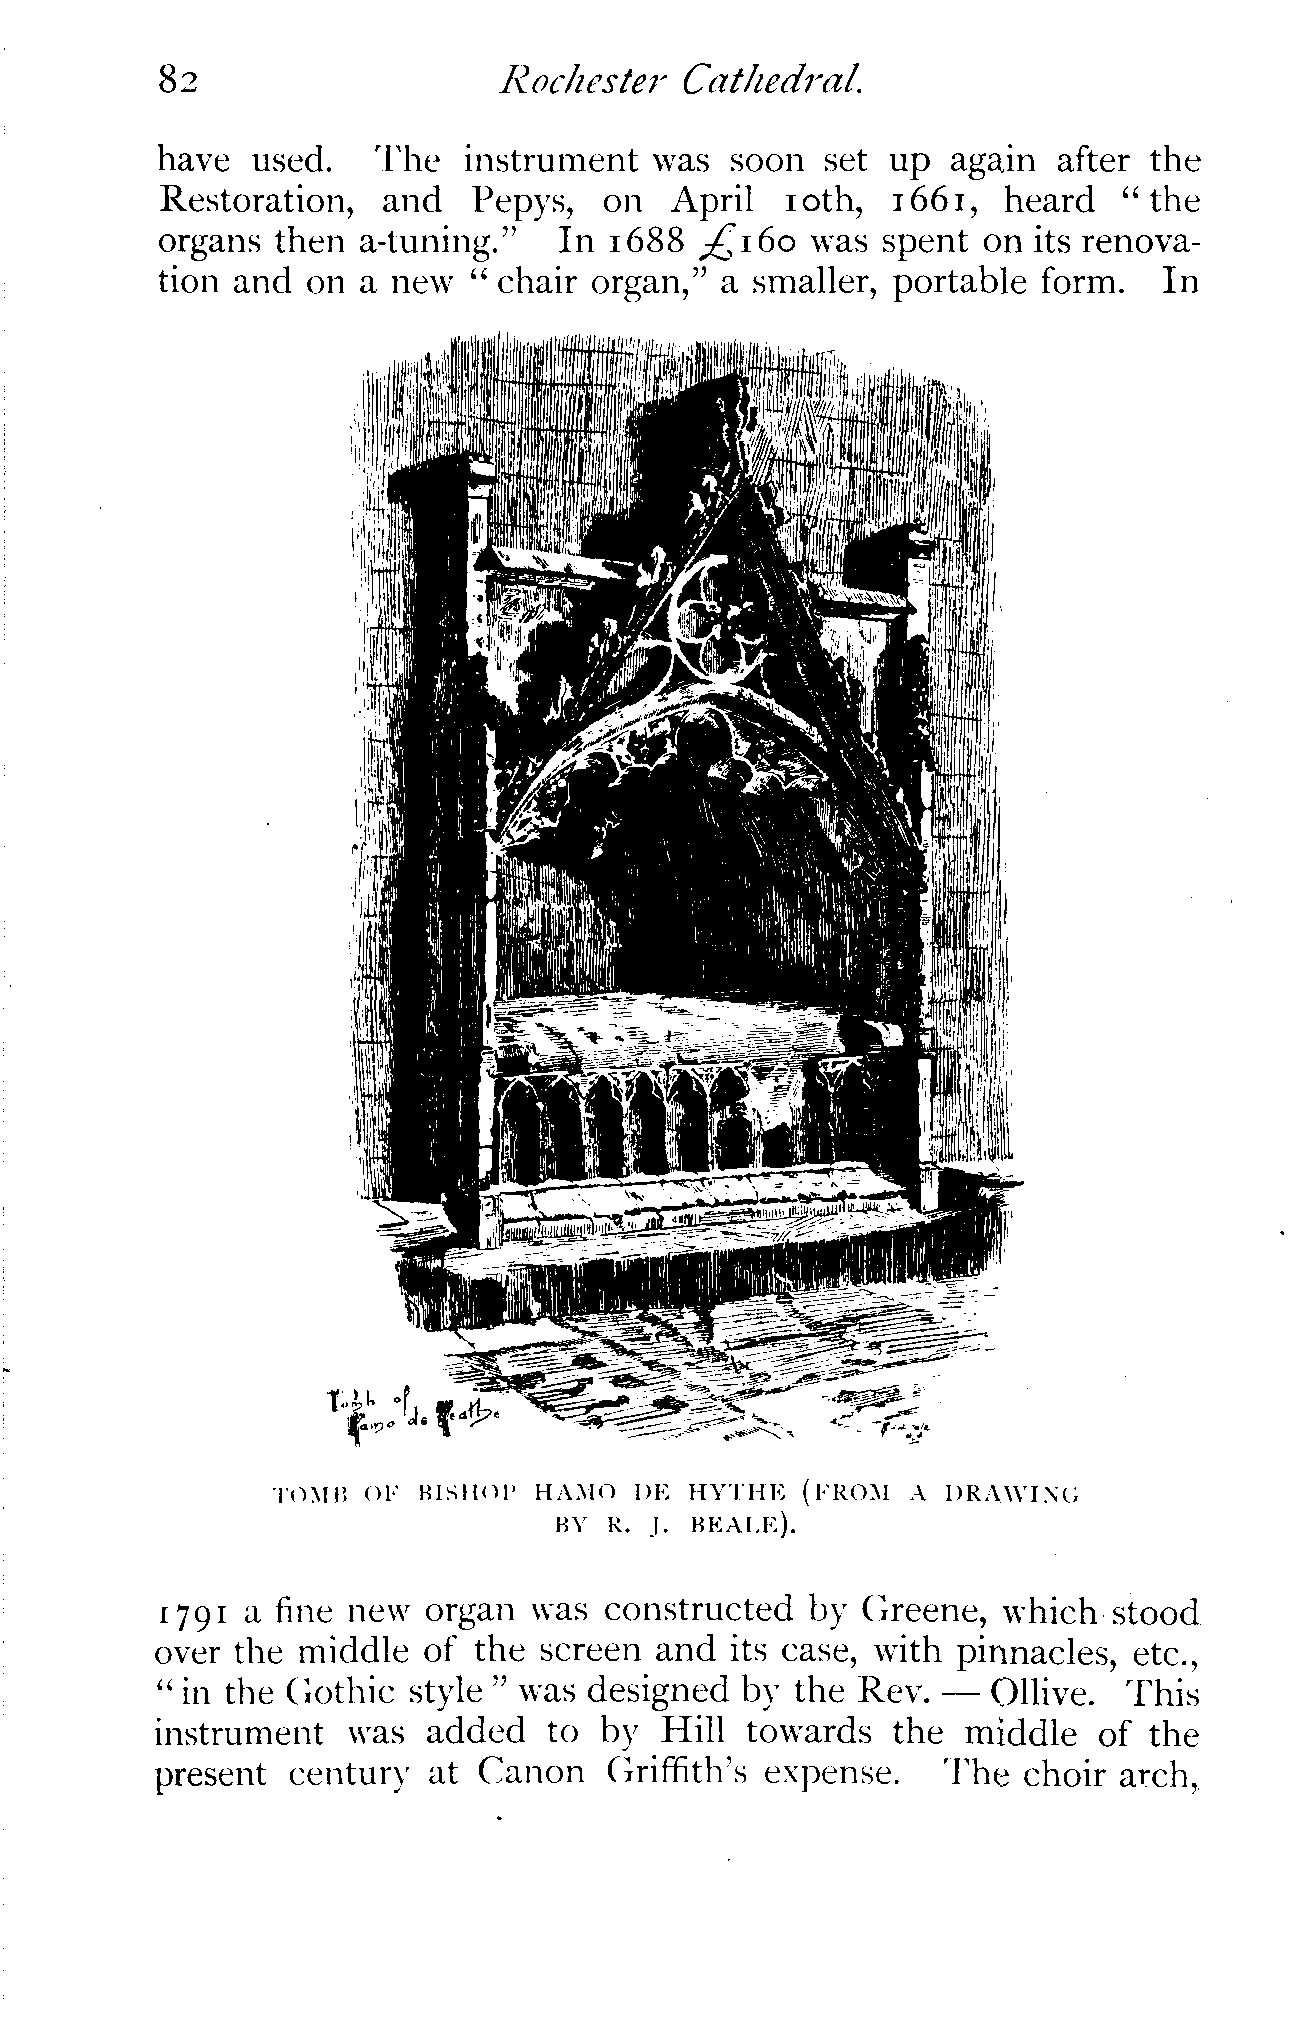 82 Rochester Cathedral.
have used. The instrument was soon set up again after the
Restoration, and Pepys, on April 10th, 1661, heard “the
organs then a-tuning.” In 1688 £160 was spent on its renova-
tion and on a new “chair organ,” a smaller, portable form. In
Tomb of
Hamo de Heathe
TOMB OF BISHOP HAMO DE HYTHE (FROM A DRAWING
BY R. J. BEALE).
1791 a fine new organ was constructed by Greene, which stood
over the middle of the screen and its case, with pinnacles, etc.,
“in the Gothic style” was designed by the Rev. — Ollive. This
instrument was added to by Hill towards the middle of the
present century at Canon Griffith's expense. The choir arch,